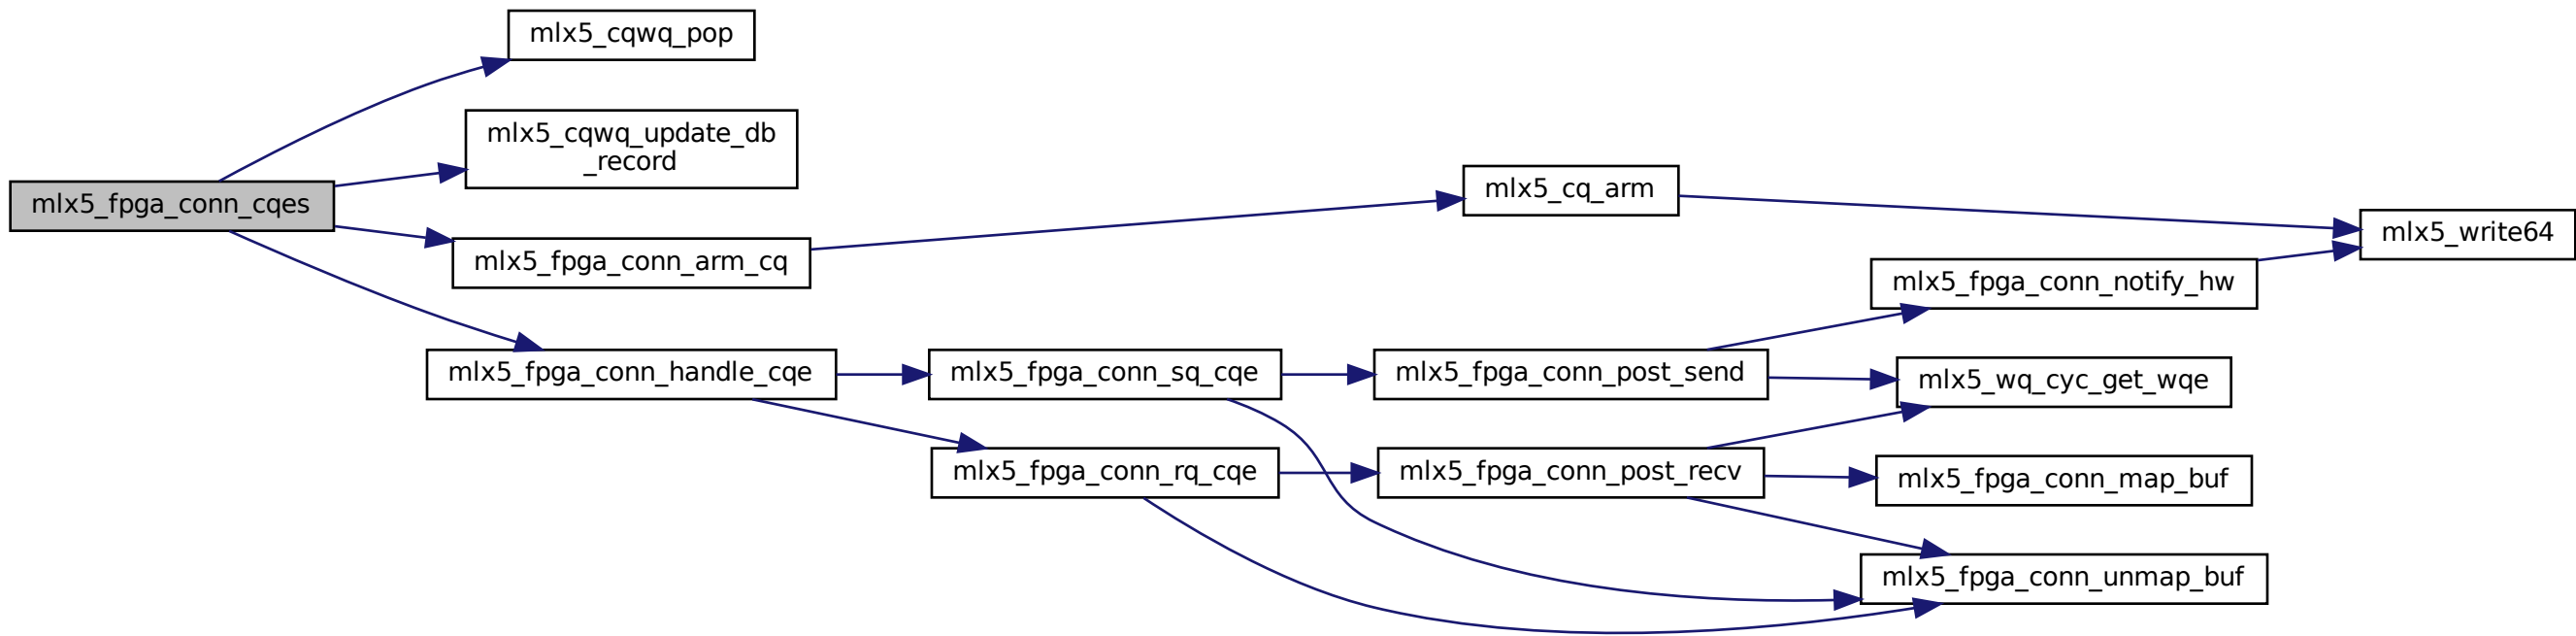 mlx5_fpga_conn_cqes
mlx5_cqwq_pop
mlx5_cqwq_update_db
_record
mlx5_fpga_conn_arm_cq
mlx5_fpga_conn_handle_cqe
mlx5_fpga_conn_sq_cqe
mlx5_fpga_conn_rq_cqe
mlx5_cq_arm
mlx5_fpga_conn_post_send
mlx5_fpga_conn_post_recv
mlx5_fpga_conn_notify_hw
mlx5_wq_cyc_get_wqe
mlx5_fpga_conn_map_buf
mlx5_fpga_conn_unmap_buf
mlx5_write64